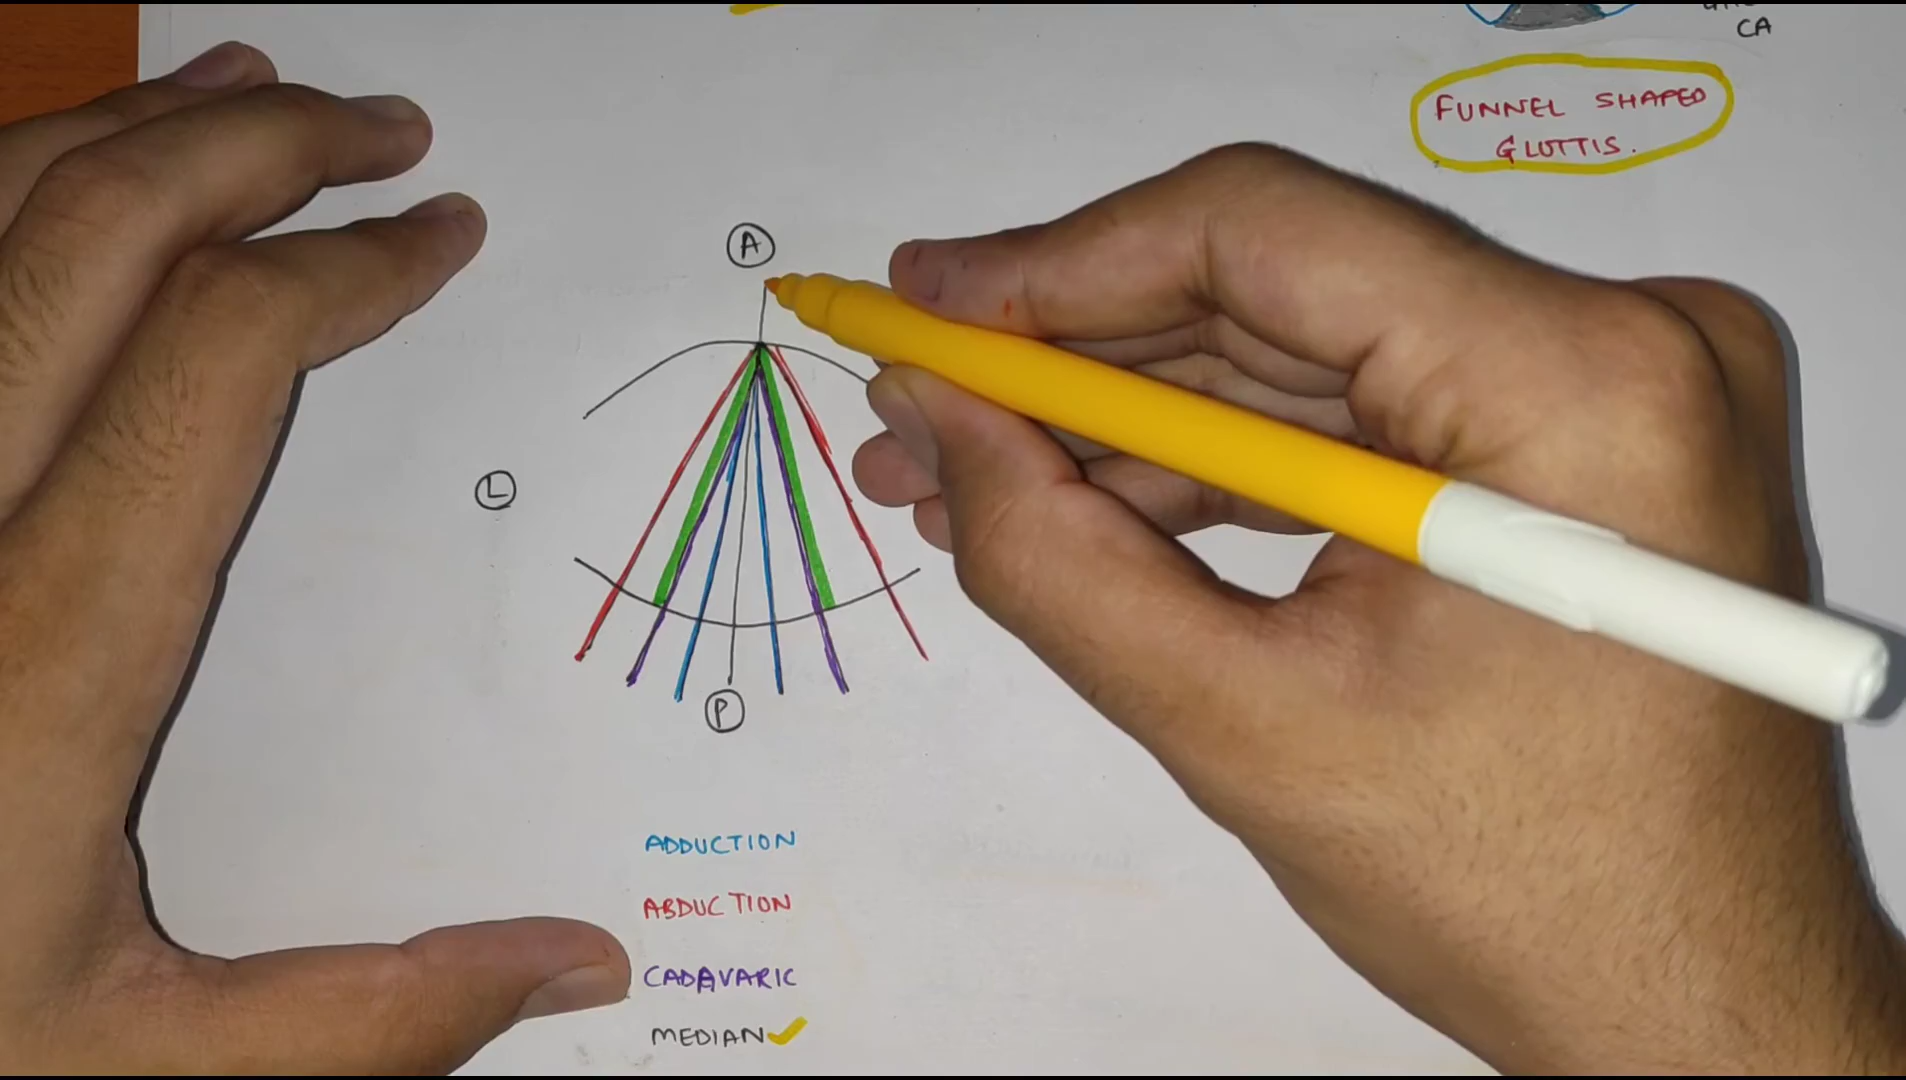 CA
FUNNEL SHAPED
GLOTTIS.
A
L
P
ADDUCTION
ABDUCTION
CADAVARIC
MEDIAN